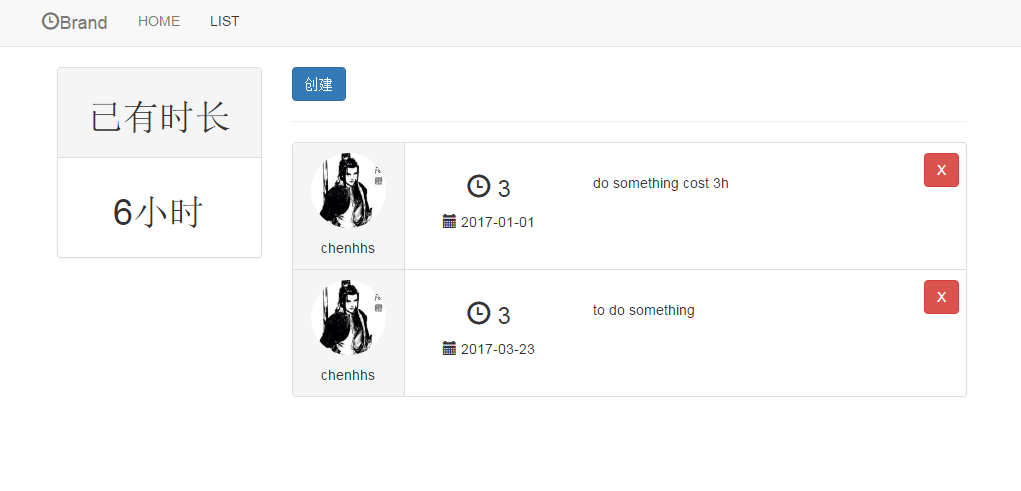 Brand HOME LIST
已有时长
6小时
创建
3
2017-01-01
chenhhs
do something cost 3h
X
3
2017-03-23
chenhhs
to do something
X